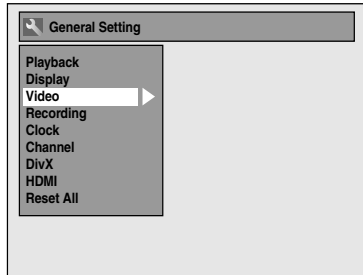 General Setting
Playback
Display
Video
Recording
Clock
Channel
DivX
HDMI
Reset All